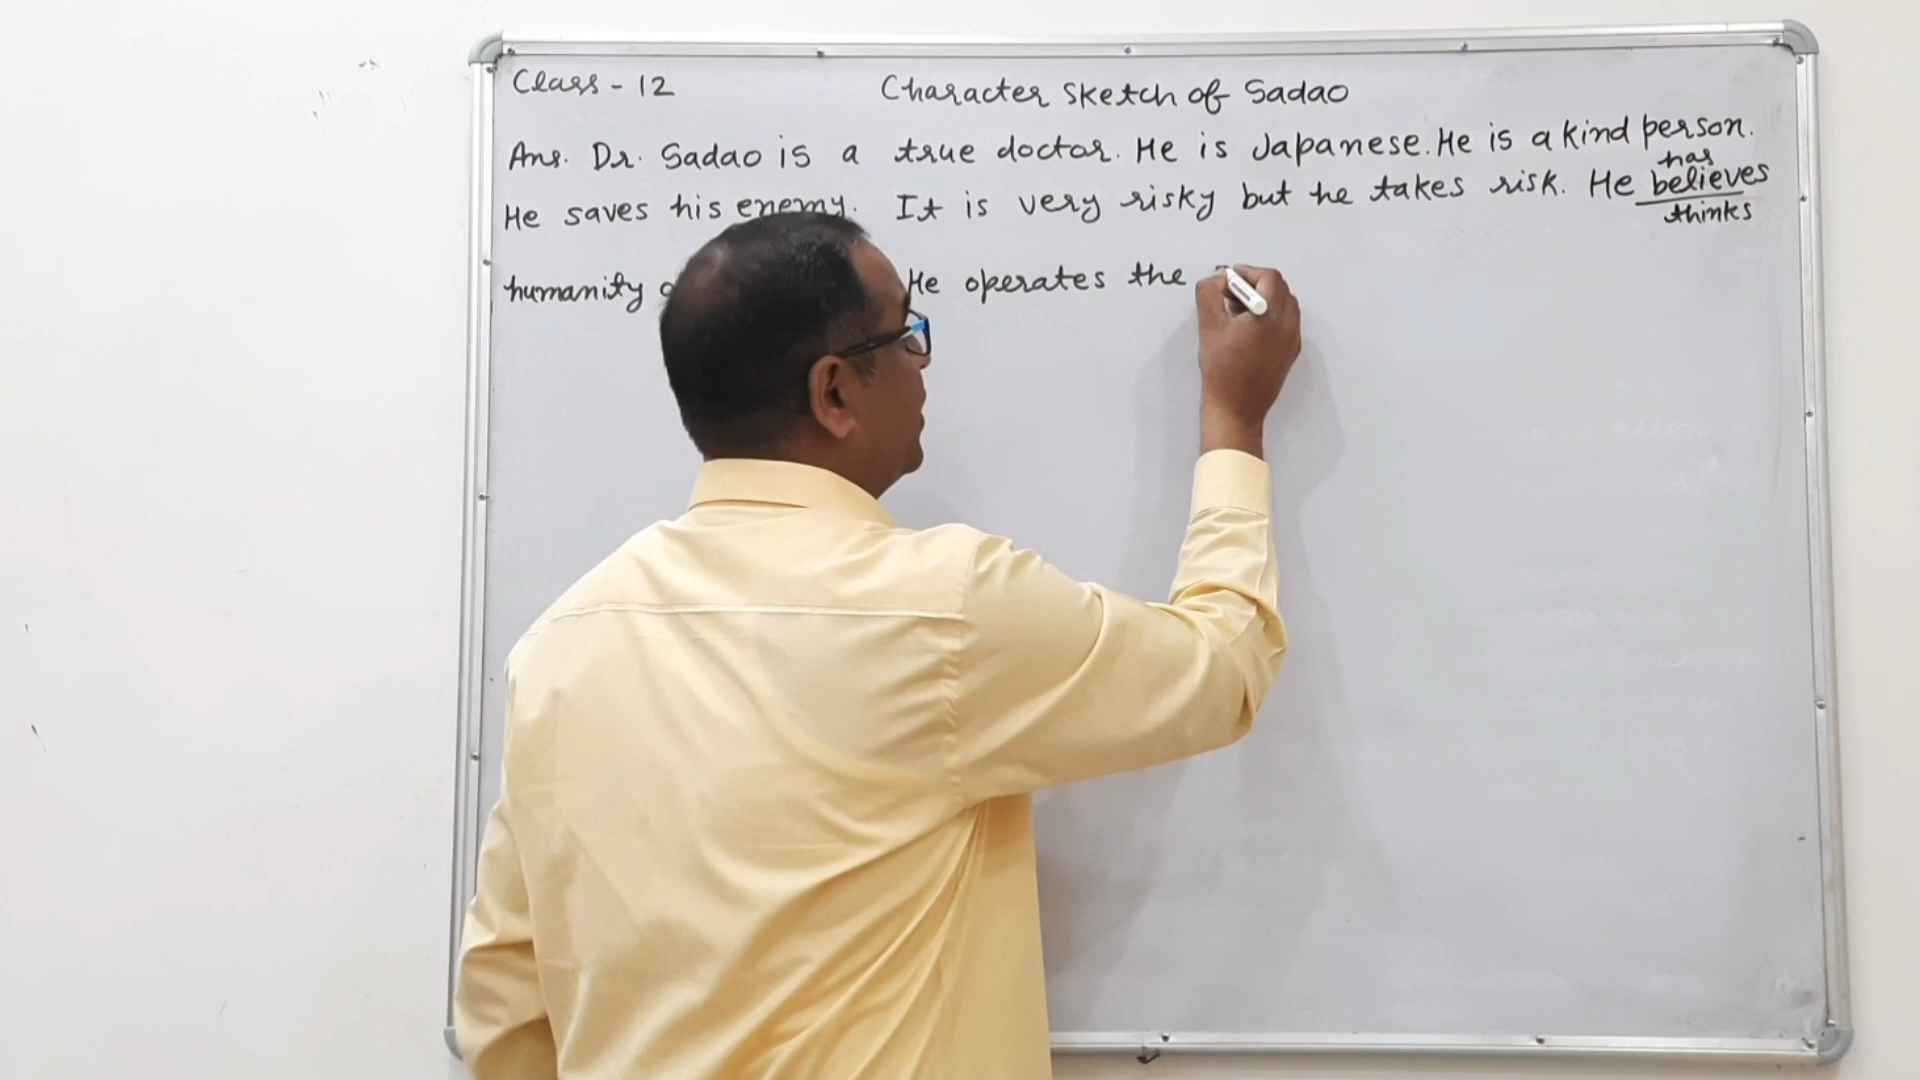 Class - 12 Character Sketch of Sadao
Ans. Dr. Sadao is a true doctor. He is Japanese. He is a kind person.
has
He saves his enemy. It is very risky but he takes risk. He believes
thinks
humanity He operates the